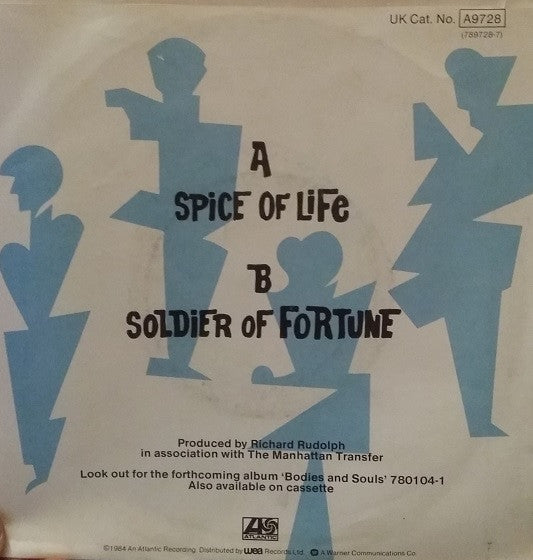 UK Cat. No. A9728
(789728-7)
A
SPiCE OF LiFe
B
SOLDiER OF FORTUNE
Produced by Richard Rudolph
in association with The Manhattan Transfer
Look out for the forthcoming album 'Bodies and Souls' 780104-1
Also available on cassette
ATLANTIC
©1984 An Atlantic Recording. Distributed by wea Records Ltd. A Warner Communications Co.